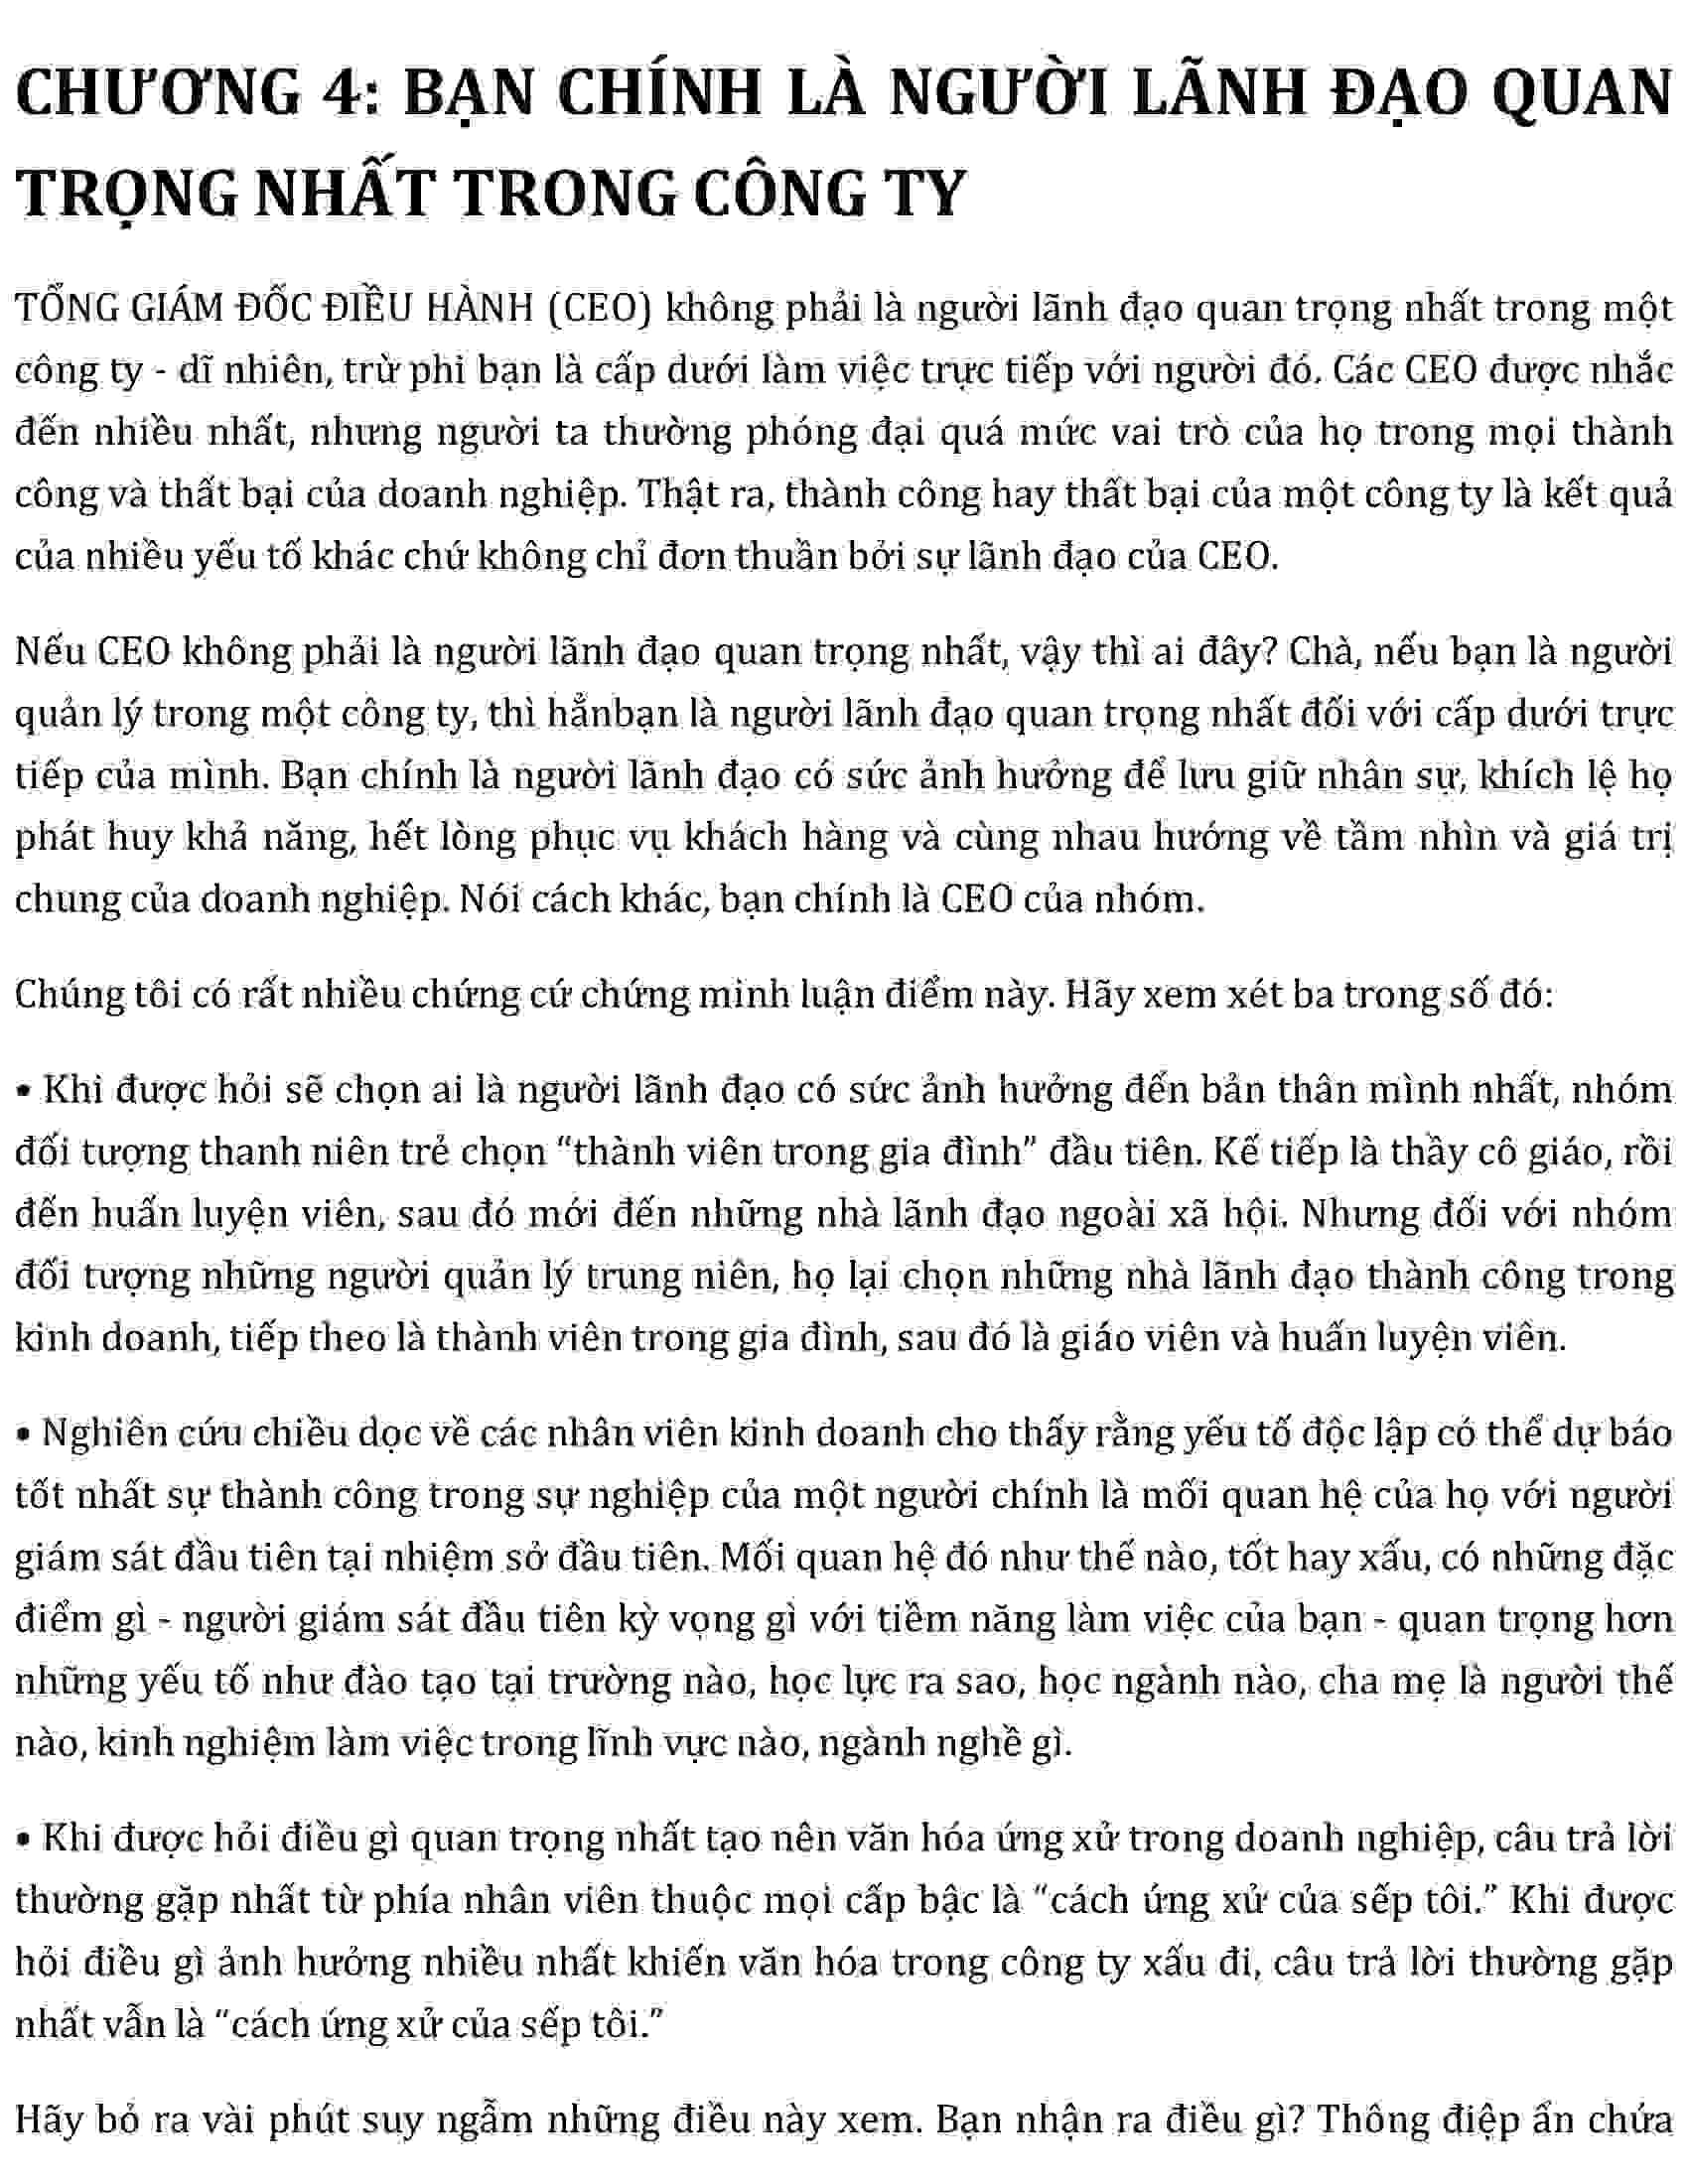 CHƯƠNG 4: BẠN CHÍNH LÀ NGƯỜI LÃNH ĐẠO QUAN
TRỌNG NHẤT TRONG CÔNG TY
TỔNG GIÁM ĐỐC ĐIỀU HÀNH (CEO) không phải là người lãnh đạo quan trọng nhất trong một
công ty - dĩ nhiên, trừ phi bạn là cấp dưới làm việc trực tiếp với người đó. Các CEO được nhắc
đến nhiều nhất, nhưng người ta thường phóng đại quá mức vai trò của họ trong mọi thành
công và thất bại của doanh nghiệp. Thật ra, thành công hay thất bại của một công ty là kết quả
của nhiều yếu tố khác chứ không chỉ đơn thuần bởi sự lãnh đạo của CEO.
Nếu CEO không phải là người lãnh đạo quan trọng nhất, vậy thì ai đây? Chà, nếu bạn là người
quản lý trong một công ty, thì hẳnbạn là người lãnh đạo quan trọng nhất đối với cấp dưới trực
tiếp của mình. Bạn chính là người lãnh đạo có sức ảnh hưởng để lưu giữ nhân sự, khích lệ họ
phát huy khả năng, hết lòng phục vụ khách hàng và cùng nhau hướng về tầm nhìn và giá trị
chung của doanh nghiệp. Nói cách khác, bạn chính là CEO của nhóm.
Chúng tôi có rất nhiều chứng cứ chứng minh luận điểm này. Hãy xem xét ba trong số đó:
• Khi được hỏi sẽ chọn ai là người lãnh đạo có sức ảnh hưởng đến bản thân mình nhất, nhóm
đối tượng thanh niên trẻ chọn “thành viên trong gia đình” đầu tiên. Kế tiếp là thầy cô giáo, rồi
đến huấn luyện viên, sau đó mới đến những nhà lãnh đạo ngoài xã hội. Nhưng đối với nhóm
đối tượng những người quản lý trung niên, họ lại chọn những nhà lãnh đạo thành công trong
kinh doanh, tiếp theo là thành viên trong gia đình, sau đó là giáo viên và huấn luyện viên.
• Nghiên cứu chiều dọc về các nhân viên kinh doanh cho thấy rằng yếu tố độc lập có thể dự báo
tốt nhất sự thành công trong sự nghiệp của một người chính là mối quan hệ của họ với người
giám sát đầu tiên tại nhiệm sở đầu tiên. Mối quan hệ đó như thế nào, tốt hay xấu, có những đặc
điểm gì - người giám sát đầu tiên kỳ vọng gì với tiềm năng làm việc của bạn - quan trọng hơn
những yếu tố như đào tạo tại trường nào, học lực ra sao, học ngành nào, cha mẹ là người thế
nào, kinh nghiệm làm việc trong lĩnh vực nào, ngành nghề gì.
• Khi được hỏi điều gì quan trọng nhất tạo nên văn hóa ứng xử trong doanh nghiệp, câu trả lời
thường gặp nhất từ phía nhân viên thuộc mọi cấp bậc là “cách ứng xử của sếp tôi.” Khi được
hỏi điều gì ảnh hưởng nhiều nhất khiến văn hóa trong công ty xấu đi, câu trả lời thường gặp
nhất vẫn là “cách ứng xử của sếp tôi.”
Hãy bỏ ra vài phút suy ngẫm những điều này xem. Bạn nhận ra điều gì? Thông điệp ẩn chứa